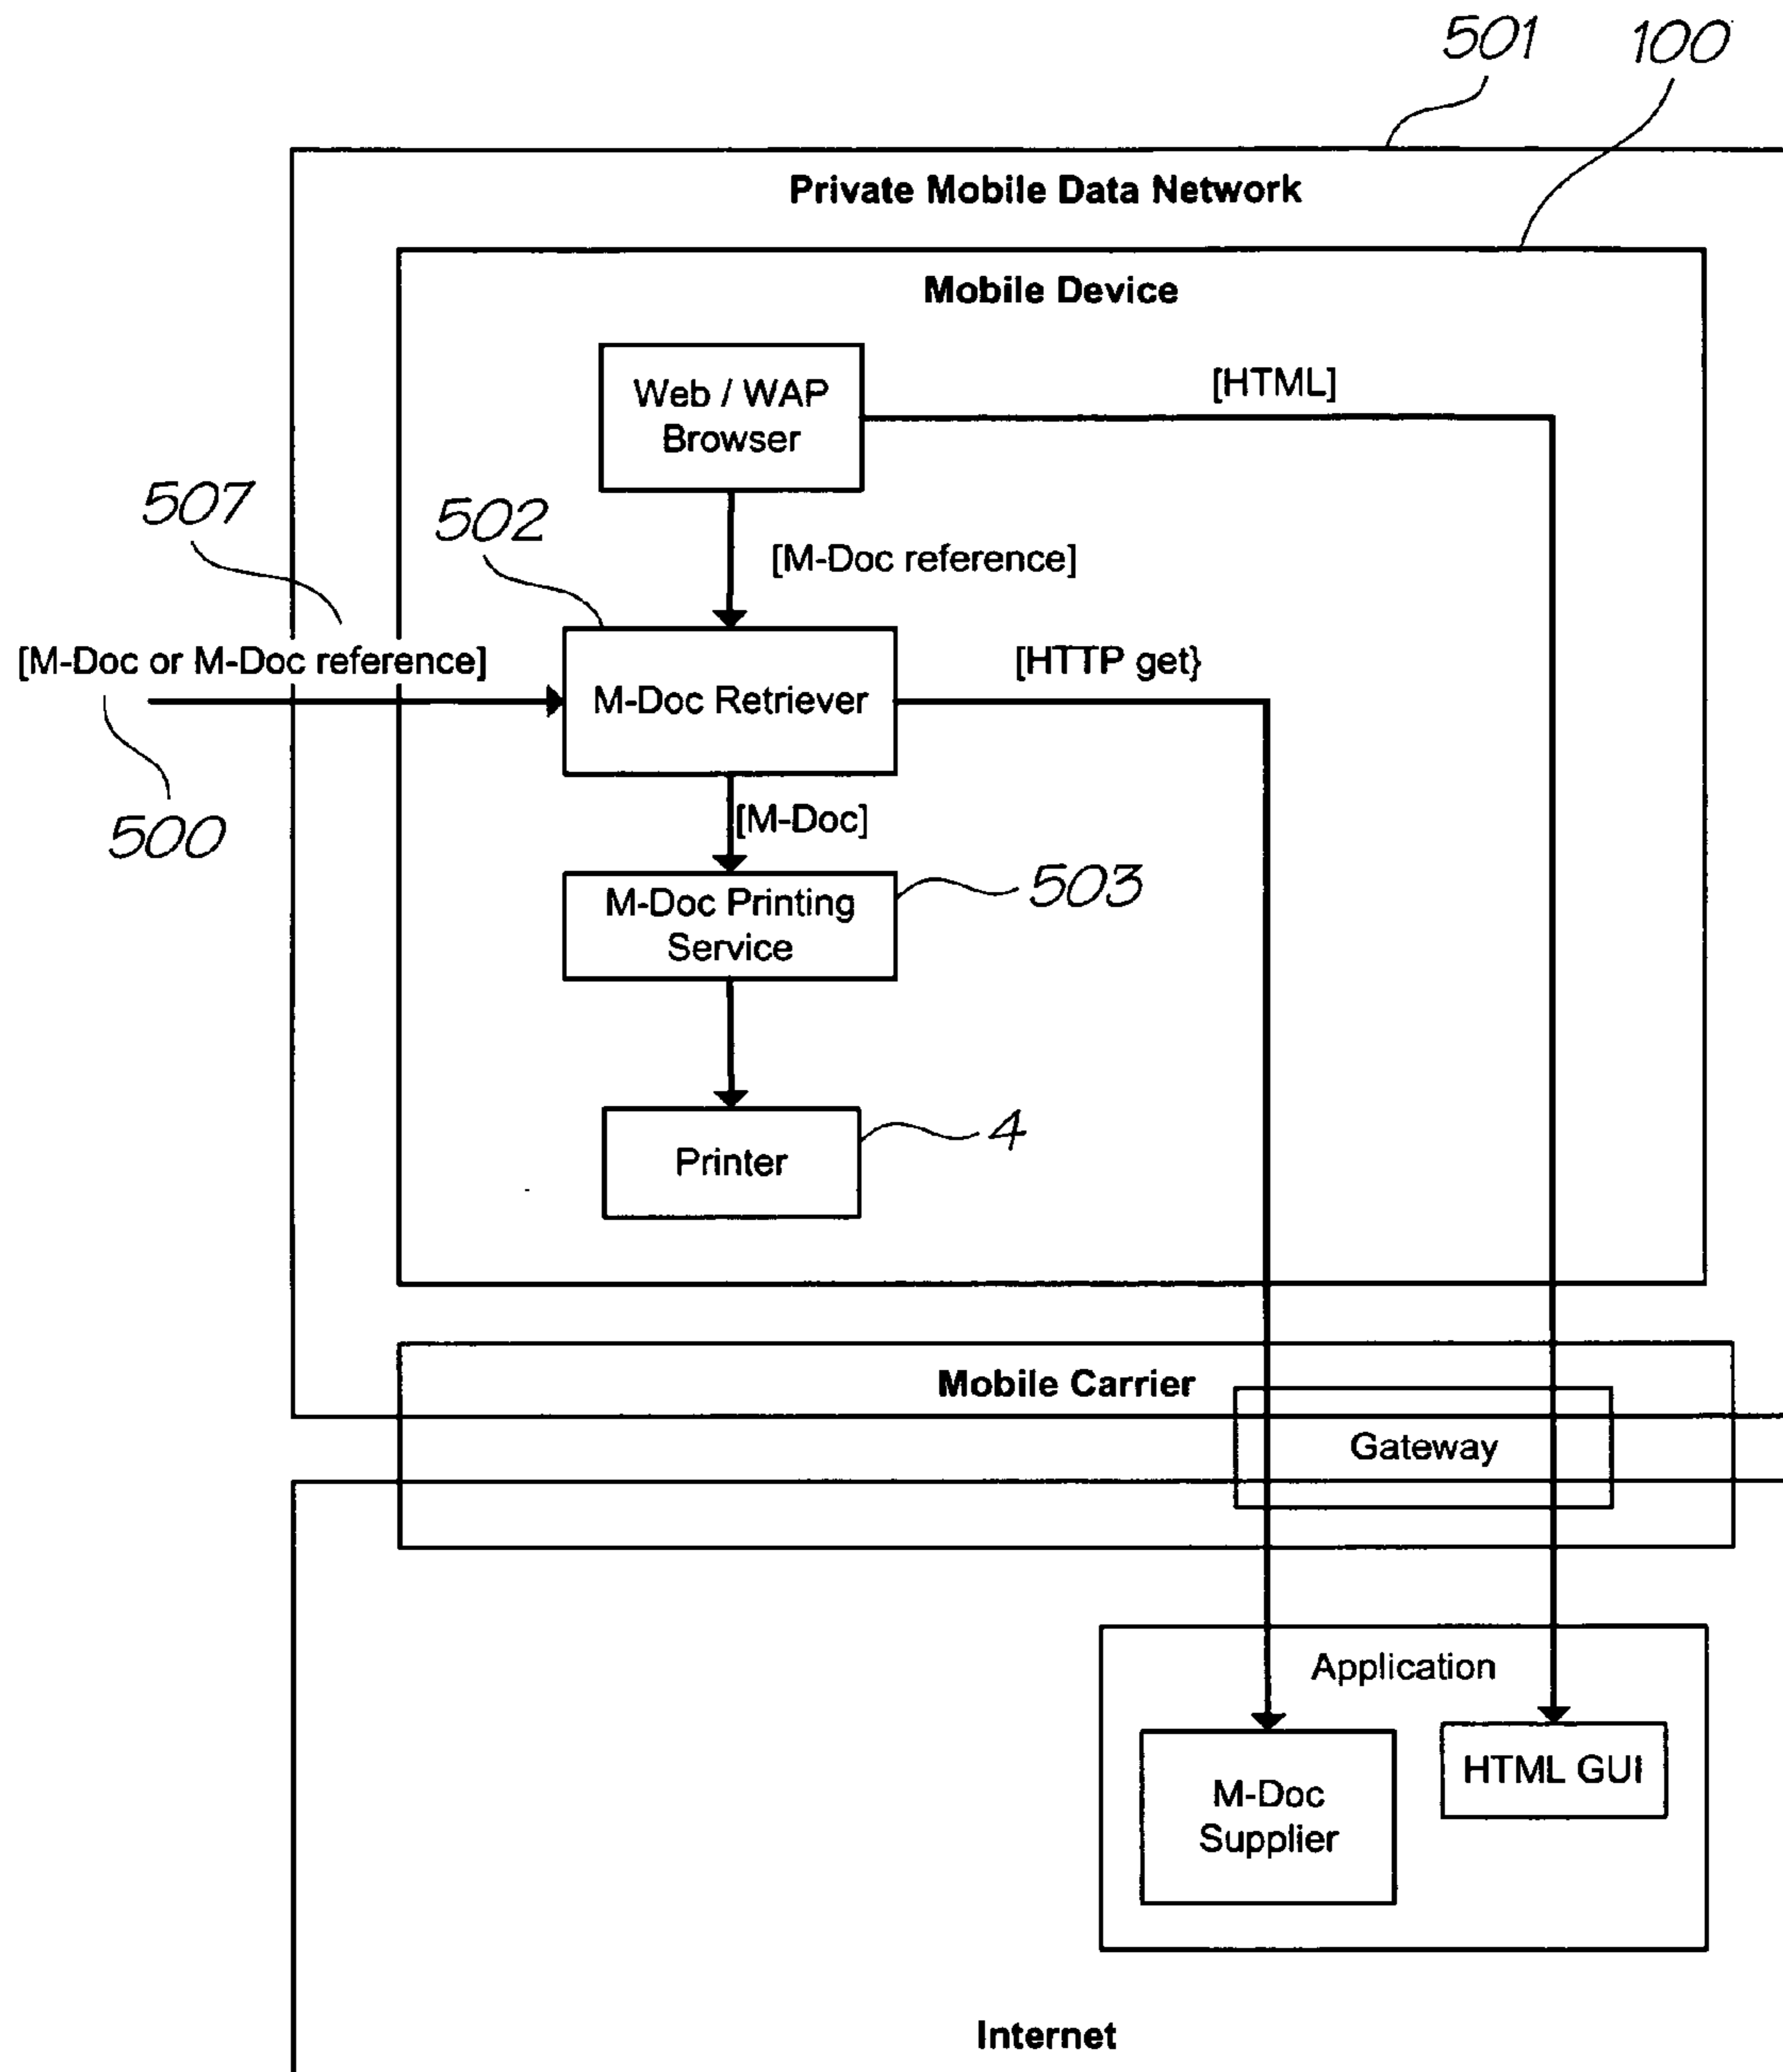 501
100
Private Mobile Data Network
Mobile Device
Web / WAP
Browser
[HTML]
507
502
[M-Doc reference]
[M-Doc or M-Doc reference]
M-Doc Retriever
[HTTP get}
500
[M-Doc]
M-Doc Printing
Service
503
Printer
4
Mobile Carrier
Gateway
Application
M-Doc
Supplier
HTML GUI
Internet